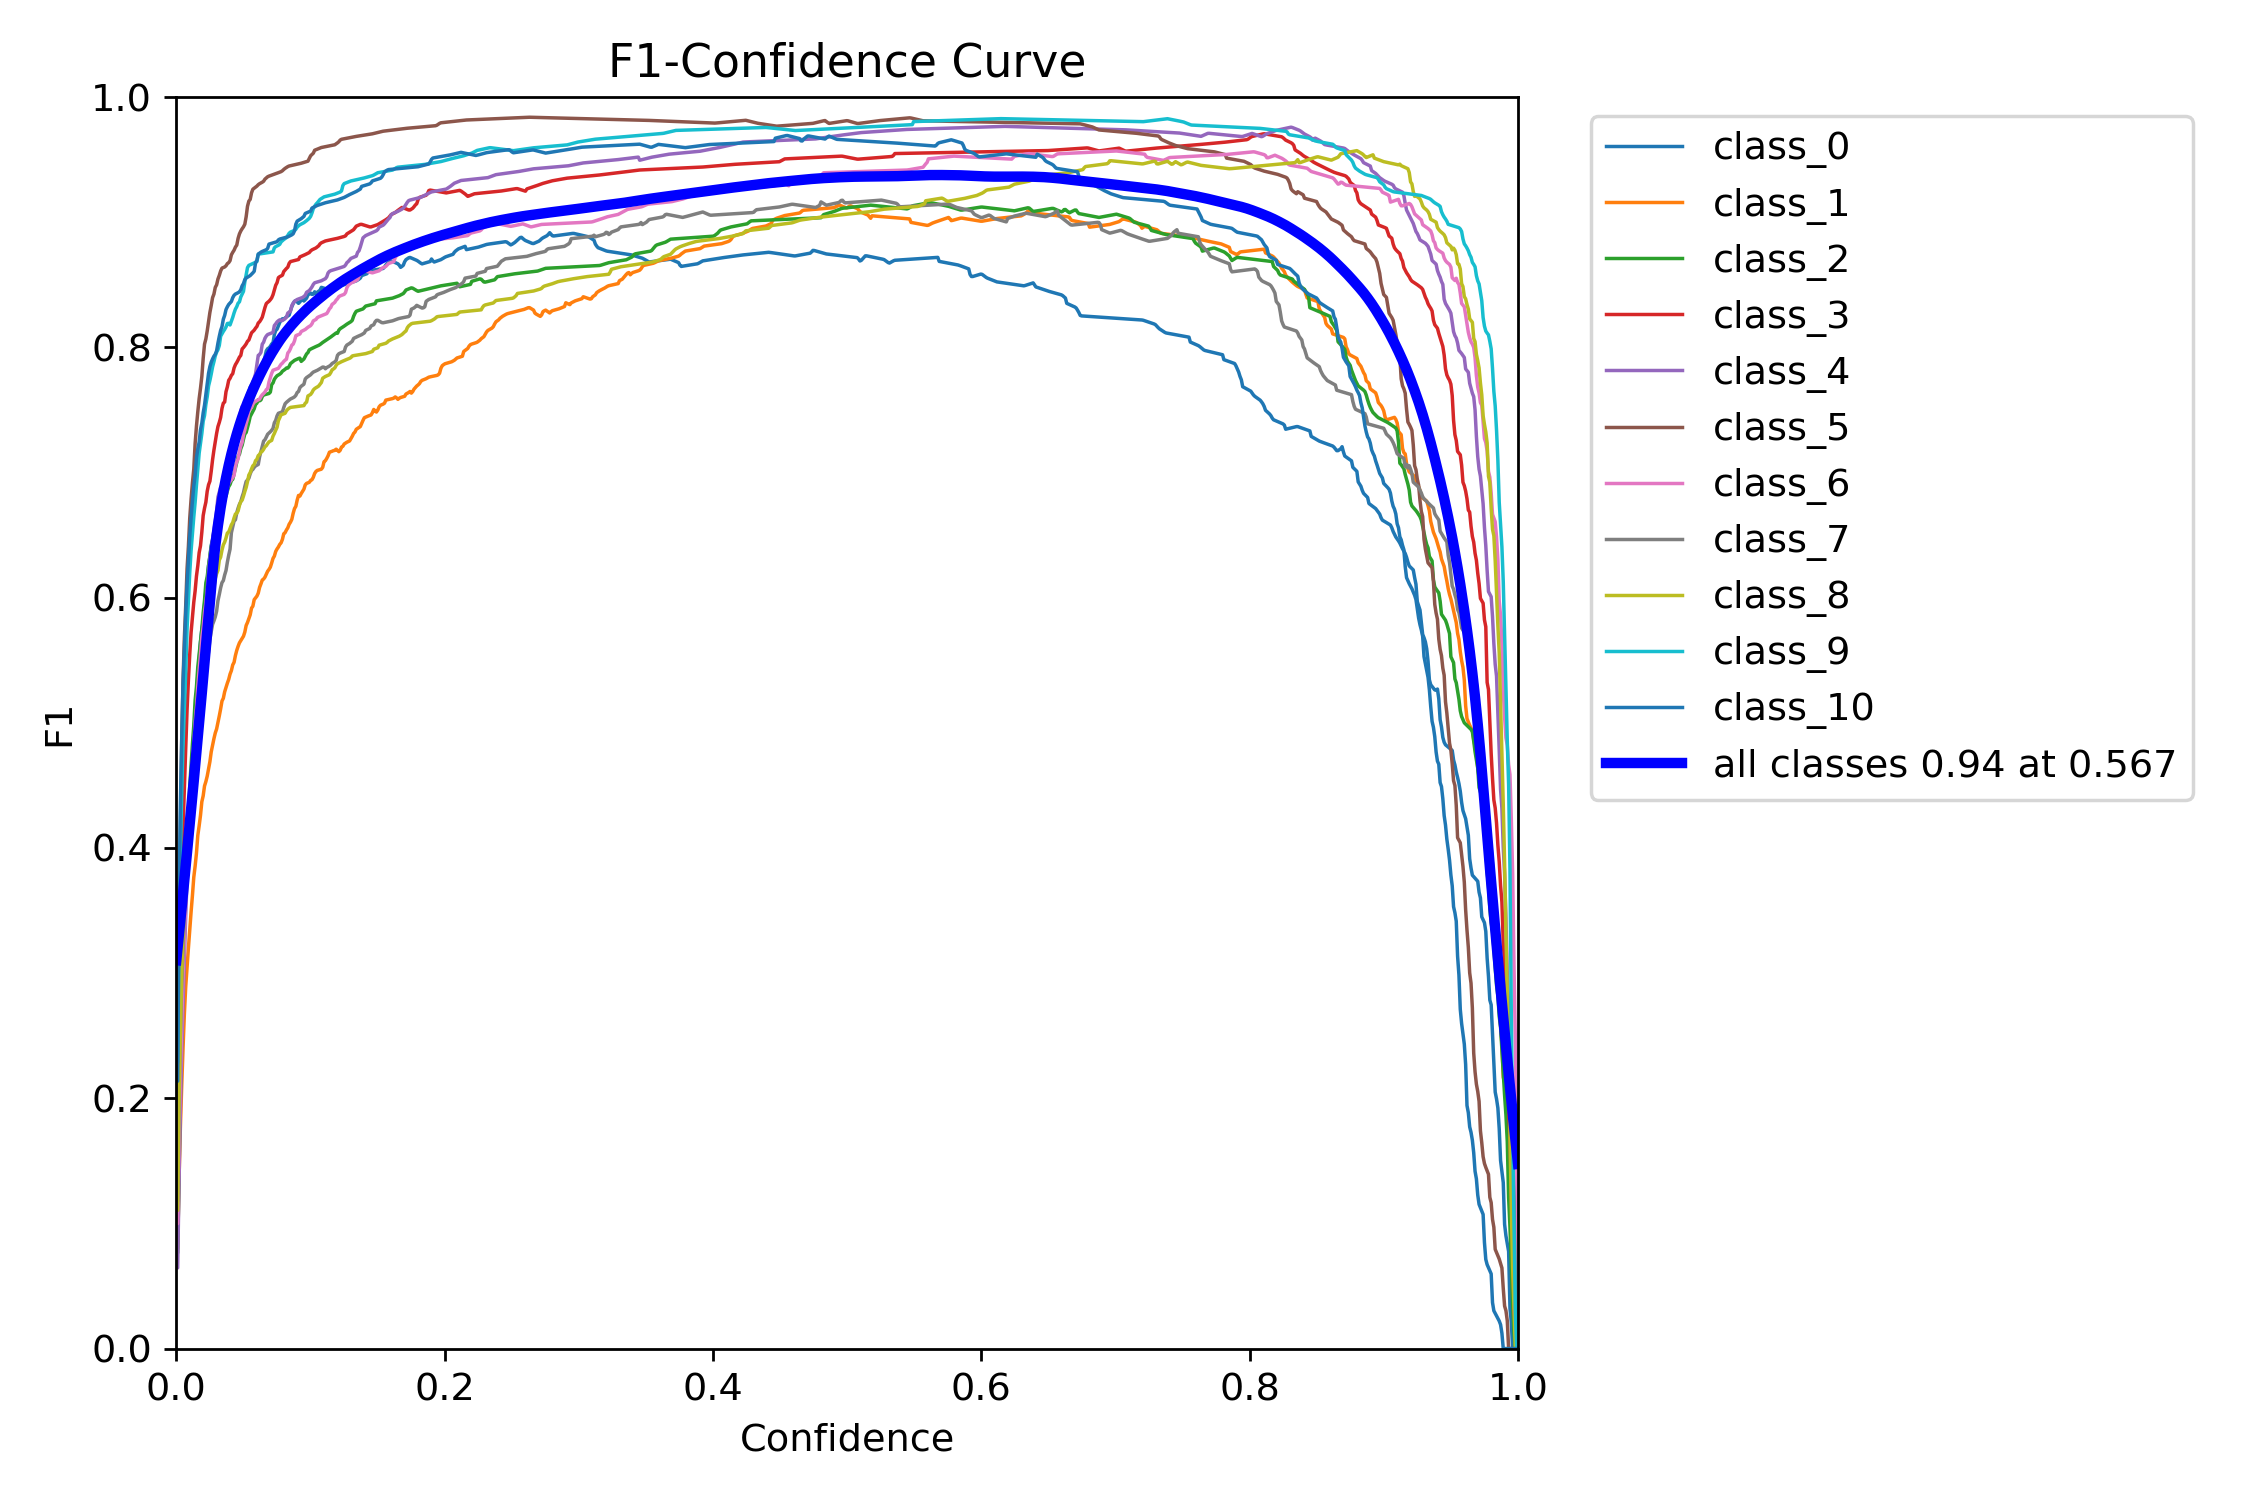 F1-Confidence Curve
1.0
0.8
0.6
0.4
0.2
0.0
F1
0.0 0.2 0.4 0.6 0.8 1.0
Confidence
class_0
class_1
class_2
class_3
class_4
class_5
class_6
class_7
class_8
class_9
class_10
all classes 0.94 at 0.567